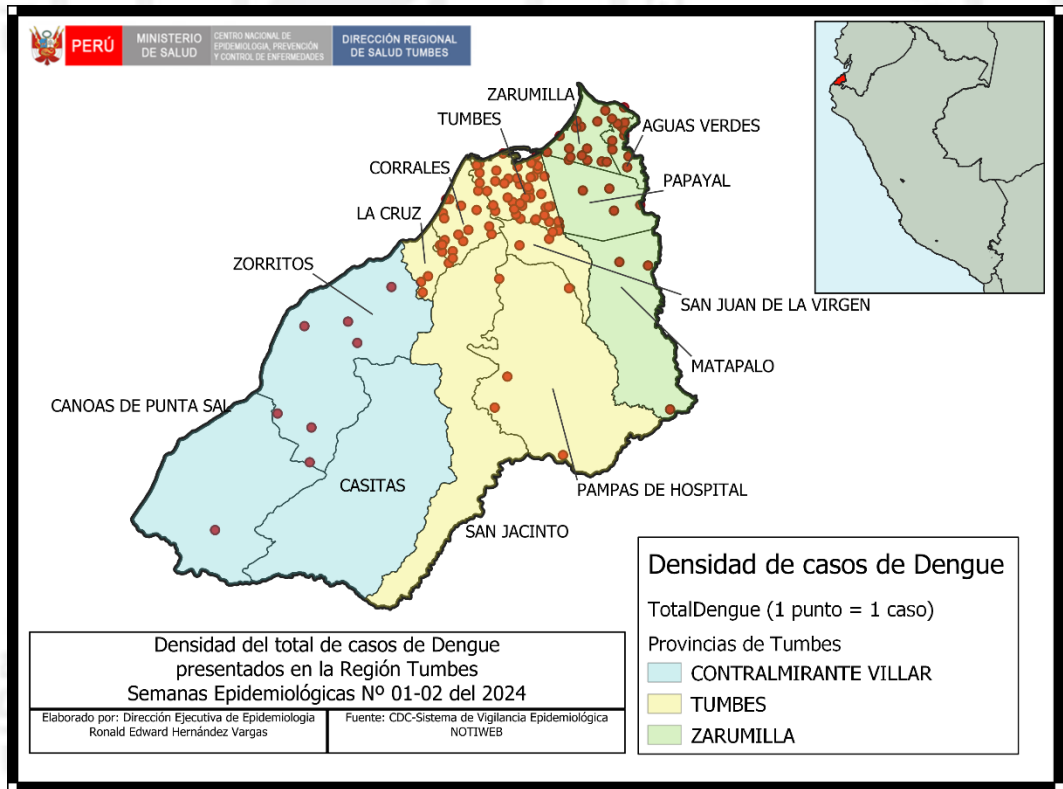 PERÚ
MINISTERIO
DE SALUD
CENTRO NACIONAL DE
EPIDEMIOLOGIA, PREVENCIÓN
Y CONTROL DE ENFERMEDADES
DIRECCIÓN REGIONAL
DE SALUD TUMBES
ZARUMILLA
TUMBES
AGUAS VERDES
CORRALES
PAPAYAL
LA CRUZ
ZORRITOS
SAN JUAN DE LA VIRGEN
MATAPALO
CANOAS DE PUNTA SAL
CASITAS
PAMPAS DE HOSPITAL
SAN JACINTO
Densidad de casos de Dengue
TotalDengue (1 punto = 1 caso)
Provincias de Tumbes
CONTRALMIRANTE VILLAR
TUMBES
ZARUMILLA
Densidad del total de casos de Dengue
presentados en la Región Tumbes
Semanas Epidemiológicas Nº 01-02 del 2024
Elaborado por: Dirección Ejecutiva de Epidemiologia
Ronald Edward Hernández Vargas
Fuente: CDC-Sistema de Vigilancia Epidemiológica
NOTIWEB